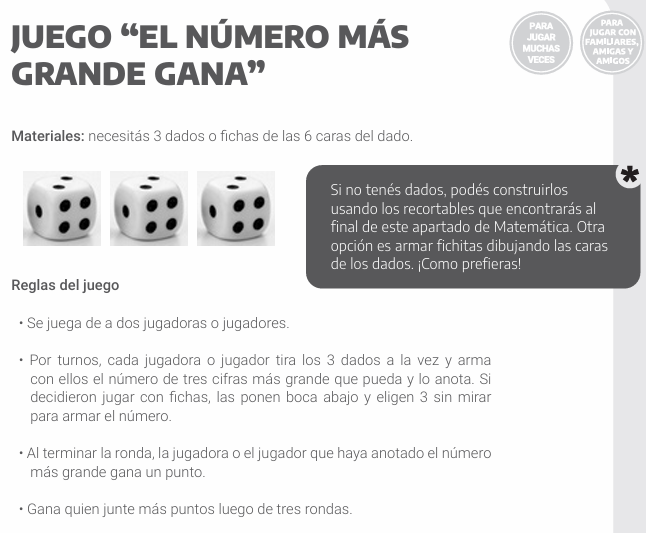 JUEGO “EL NÚMERO MÁS
GRANDE GANA”
PARA
JUGAR
MUCHAS
VECES
PARA
JUGAR CON
FAMILIARES,
AMIGAS Y
AMIGOS
Materiales: necesitás 3 dados o fichas de las 6 caras del dado.
*
Si no tenés dados, podés construirlos
usando los recortables que encontrarás al
final de este apartado de Matemática. Otra
opción es armar fichitas dibujando las caras
de los dados. ¡Como prefieras!
Reglas del juego
• Se juega de a dos jugadoras o jugadores.
• Por turnos, cada jugadora o jugador tira los 3 dados a la vez y arma
con ellos el número de tres cifras más grande que pueda y lo anota. Si
decidieron jugar con fichas, las ponen boca abajo y eligen 3 sin mirar
para armar el número.
• Al terminar la ronda, la jugadora o el jugador que haya anotado el número
más grande gana un punto.
• Gana quien junte más puntos luego de tres rondas.